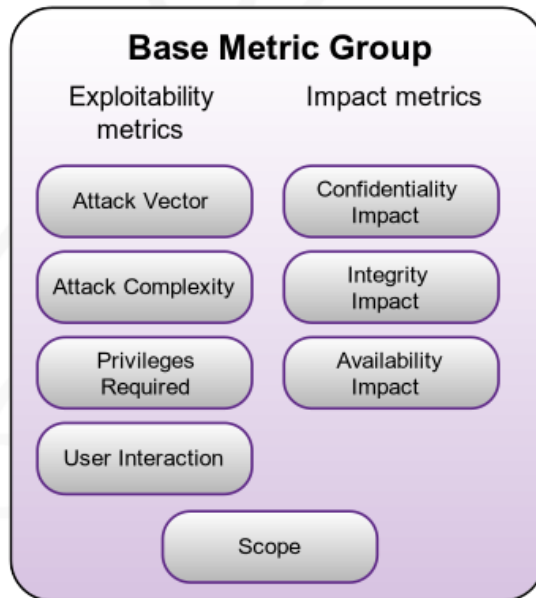 Base Metric Group
Exploitability
metrics
Impact metrics
Attack Vector
Attack Complexity
Privileges
Required
User Interaction
Confidentiality
Impact
Integrity
Impact
Availability
Impact
Scope